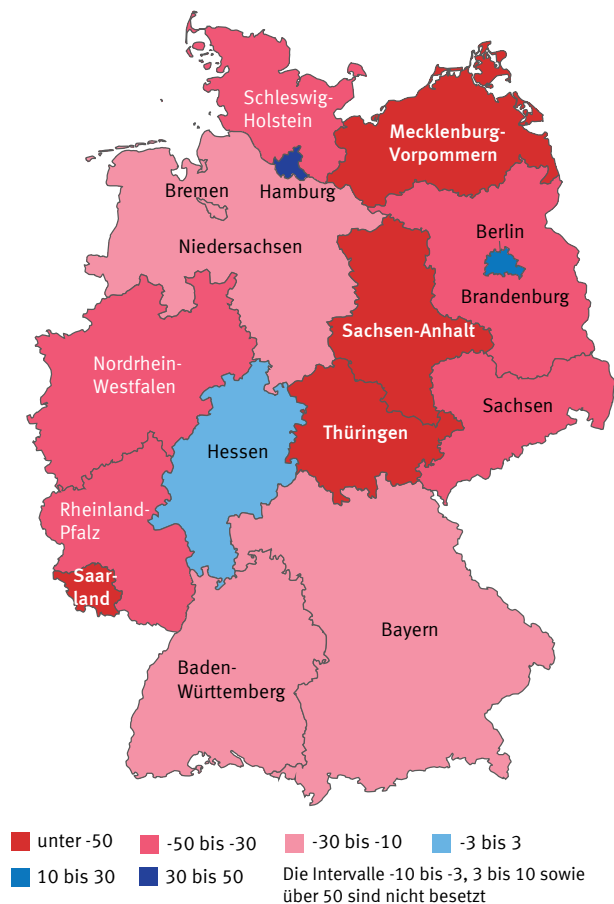 Schleswig-
Holstein
Mecklenburg-
Vorpommern
Bremen
Hamburg
Niedersachsen
Berlin
Brandenburg
Sachsen-Anhalt
Nordrhein-
Westfalen
Sachsen
Thüringen
Hessen
Rheinland-
Pfalz
Saar-
land
Bayern
Baden-
Württemberg
unter -50
-50 bis -30
-30 bis -10
-3 bis 3
10 bis 30
30 bis 50
Die Intervalle -10 bis -3, 3 bis 10 sowie
über 50 sind nicht besetzt